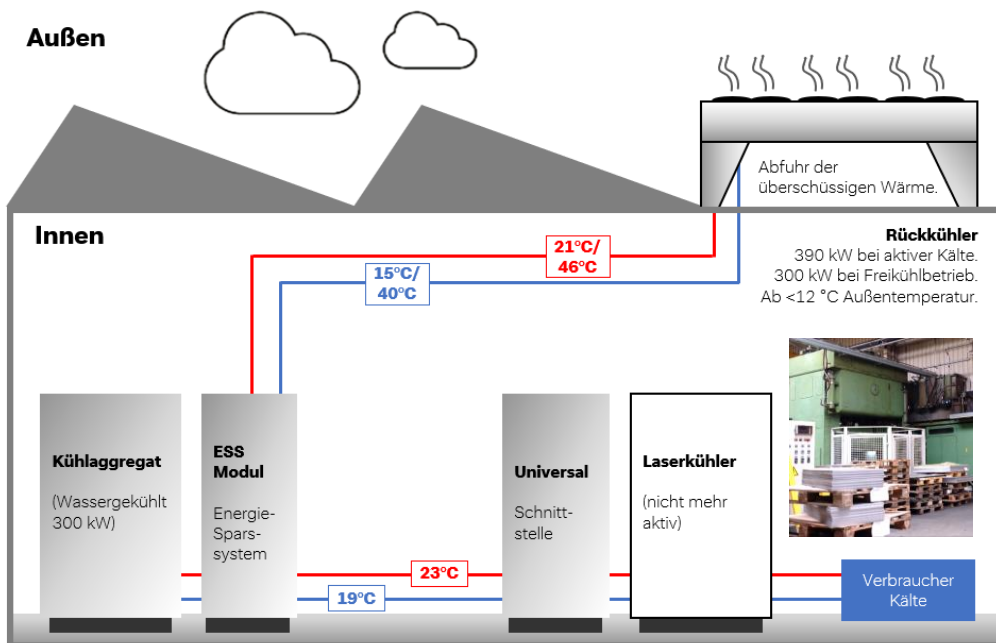 Außen
Abfuhr der
überschüssigen Wärme.
Innen
21°C/
46°C
15°C/
40°C
Rückkühler
390 kW bei aktiver Kälte.
300 kW bei Freikühlbetrieb.
Ab <12 °C Außentemperatur.
Kühlaggregat
(Wassergekühlt
300 kW)
ESS
Modul
Energie-
Spars-
system
Universal
Schnitt-
stelle
Laserkühler
(nicht mehr
aktiv)
23°C
19°C
Verbraucher
Kälte